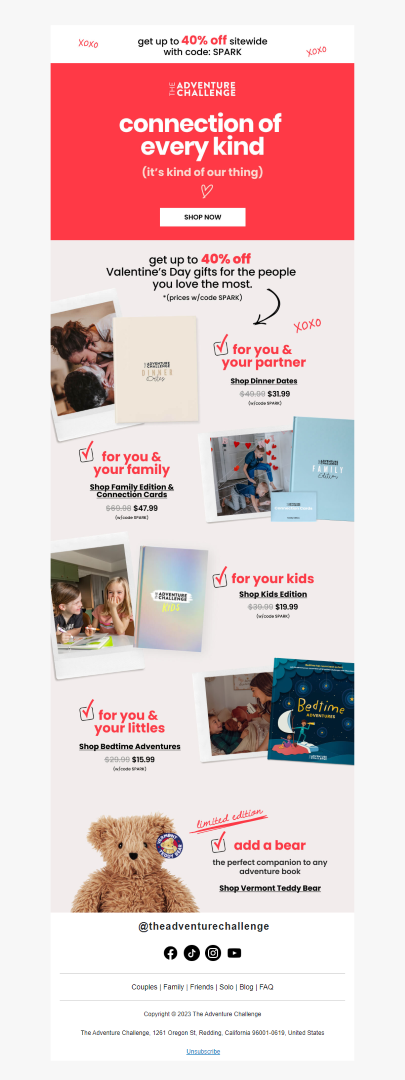 xoxo
get up to 40% off sitewide
with code: SPARK
xoxo
THE ADVENTURE
CHALLENGE
connection of
every kind
(it's kind of our thing)
SHOP NOW
get up to 40% off
Valentine's Day gifts for the people
you love the most.
*(prices w/code SPARK)
xoxo
THE ADVENTURE
CHALLENGE
DINNER
Dates
for you &
your partner
Shop Dinner Dates
$49.99 $31.99
(w/code SPARK)
for you &
your family
Shop Family Edition &
Connection Cards
$69.98 $47.99
(w/code SPARK)
THE ADVENTURE
CHALLENGE
FAMILY
Edition
THE ADVENTURE
CHALLENGE
KIDS
for your kids
Shop Kids Edition
$39.99 $19.99
(w/code SPARK)
for you &
your littles
Shop Bedtime Adventures
$29.99 $15.99
(w/code SPARK)
Bedtime
ADVENTURES
limited edition
VERMONT
TEDDY BEAR
add a bear
the perfect companion to any
adventure book
Shop Vermont Teddy Bear
@theadventurechallenge
Couples | Family | Friends | Solo | Blog | FAQ
Copyright © 2023 The Adventure Challenge
The Adventure Challenge, 1261 Oregon St, Redding, California 96001-0619, United States
Unsubscribe